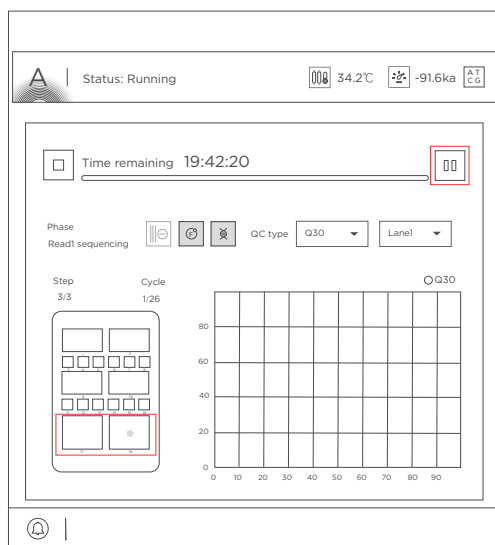 A
Status: Running
34.2℃
-91.6ka
A T
C G
Time remaining 19:42:20
Phase
Read1 sequencing
QC type
Q30
Lane1
Step
3/3
Cycle
1/26
Q30
80
60
40
20
0
0 10 20 30 40 50 60 70 80 90